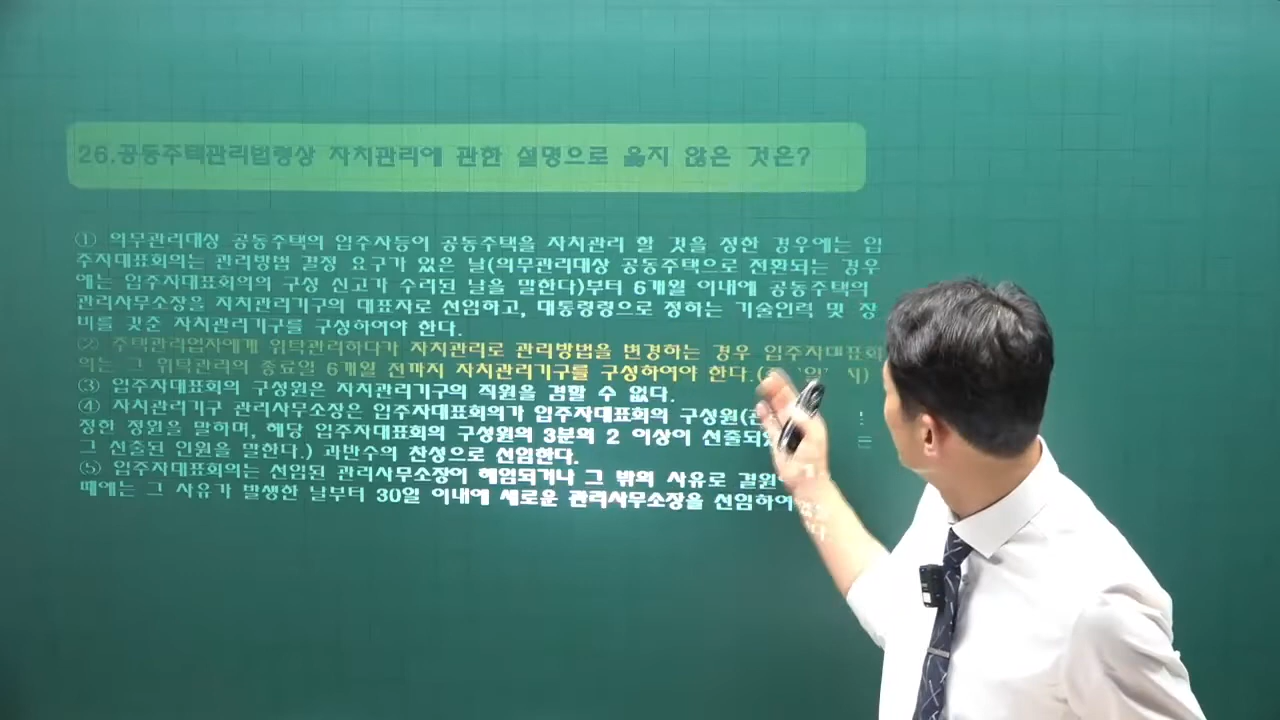 26.공동주택관리법령상 자치관리에 관한 설명으로 옳지 않은 것은?
① 의무관리대상 공동주택의 입주자등이 공동주택을 자치관리 할 것을 정한 경우에는 입
주자대표회의는 관리방법 결정 요구가 있은 날(의무관리대상 공동주택으로 전환되는 경우
에는 입주자대표회의의 구성 신고가 수리된 날을 말한다)부터 6개월 이내에 공동주택의
관리사무소장을 자치관리기구의 대표자로 선임하고, 대통령령으로 정하는 기술인력 및 장
비를 갖춘 자치관리기구를 구성하여야 한다.
② 주택관리업자에게 위탁관리하다가 자치관리로 관리방법을 변경하는 경우 입주자대표회
의는 그 위탁관리의 종료일 6개월 전까지 자치관리기구를 구성하여야 한다.
③ 입주자대표회의 구성원은 자치관리기구의 직원을 겸할 수 없다.
④ 자치관리기구 관리사무소장은 입주자대표회의가 입주자대표회의 구성원
정한 정원을 말하며, 해당 입주자대표회의 구성원의 3분의 2 이상이
그 선출된 인원을 말한다.) 과반수의 찬성으로 선임한다.
⑤ 입주자대표회의는 선임된 관리사무소장이 해임되거나 그 밖의 사유로
때에는 그 사유가 발생한 날부터 30일 이내에 새로운 관리사무소장을